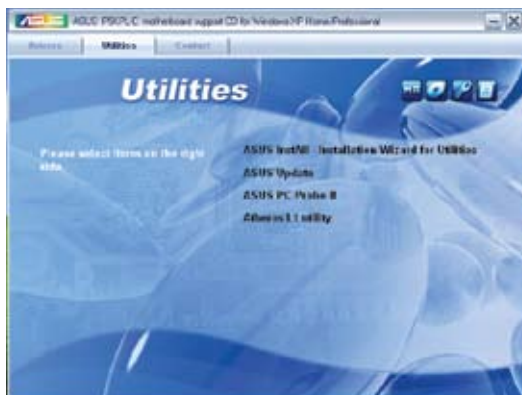 ASUS motherboard support CD for Windows XP Home/Professional
Drivers Utilities Contact
Utilities
Please select items on the right
side.
ASUS InstAll - Installation Wizard for Utilities
ASUS Update
ASUS PC Probe II
Atheros L1 utility